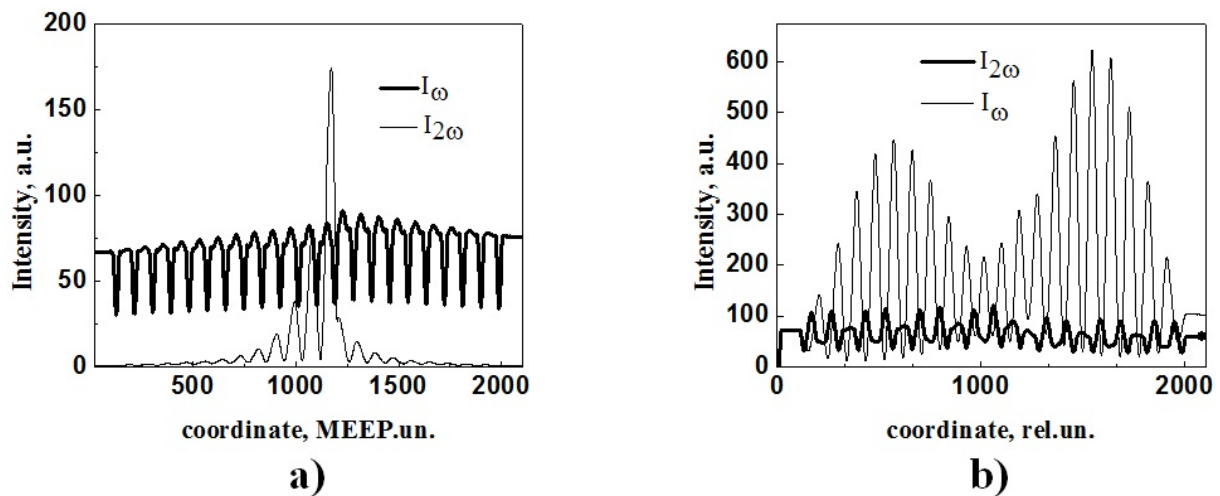 200
150
100
50
0
500
1000
1500
2000
Intensity, a.u.
Iω
I2ω
coordinate, MEEP.un.
a)
600
500
400
300
200
100
0
0
1000
2000
Intensity, a.u.
I2ω
Iω
coordinate, rel.un.
b)